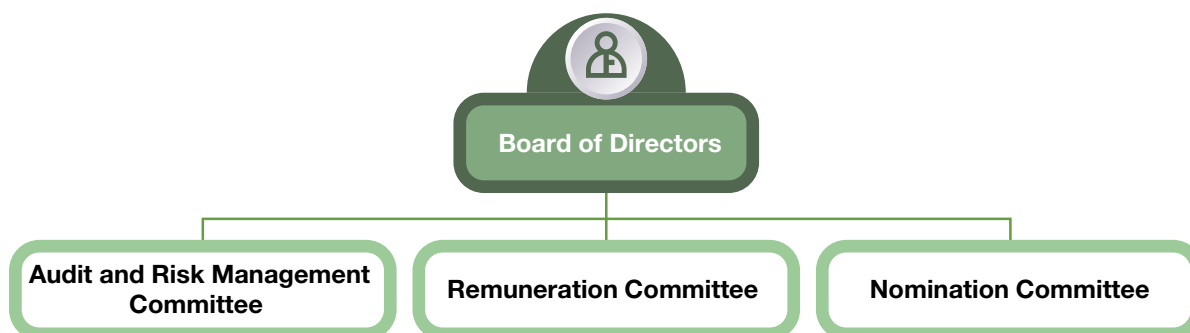 Board of Directors
Audit and Risk Management
Committee
Remuneration Committee
Nomination Committee